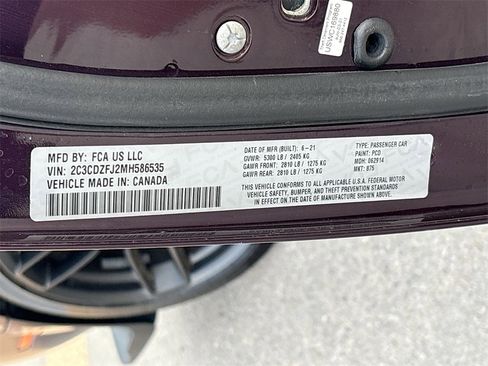 USWC169860
MFD BY: FCA US LLC
VIN: 2C3CDZFJ2MH586535
VEHICLE MADE IN: CANADA
DATE OF MFR (BUILT): 6-21
GVWR: 5300 LB / 2405 KG
GAWR FRONT: 2810 LB / 1275 KG
GAWR REAR: 2810 LB / 1275 KG
TYPE: PASSENGER CAR
PAINT: PCD
MDH: 062914
MKT: B75
THIS VEHICLE CONFORMS TO ALL APPLICABLE U.S.A. FEDERAL MOTOR
VEHICLE SAFETY, BUMPER, AND THEFT PREVENTION STANDARDS
IN EFFECT ON THE DATE OF MANUFACTURE SHOWN ABOVE.